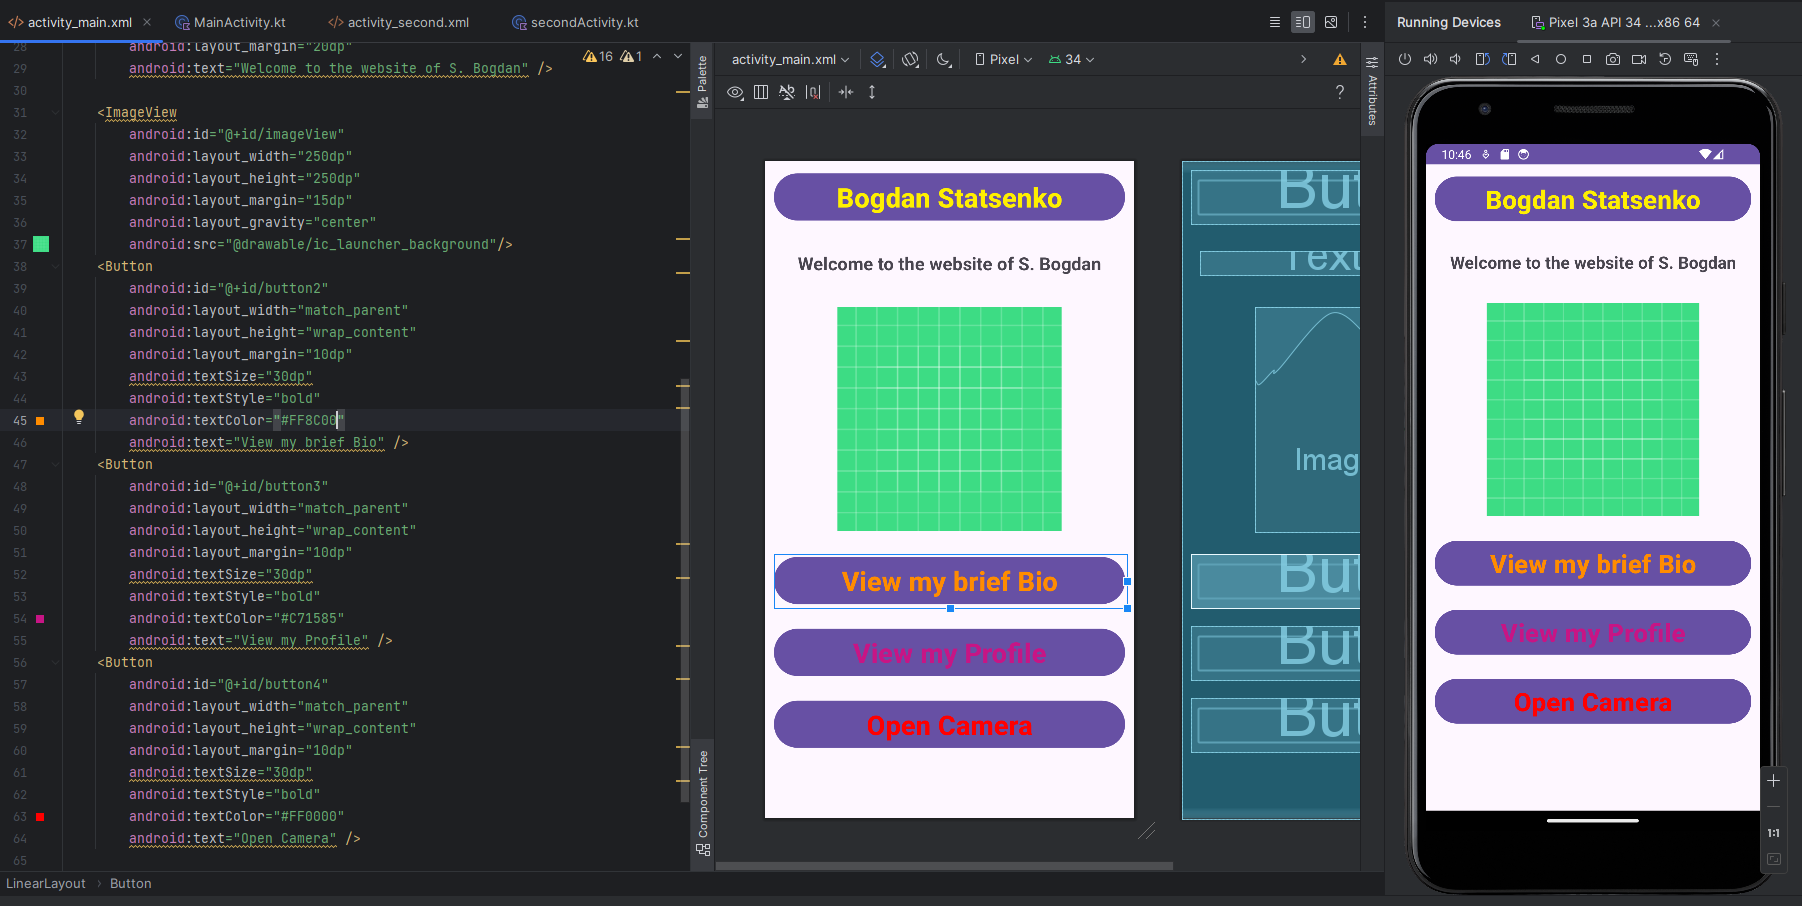 activity_main.xml MainActivity.kt activity_second.xml secondActivity.kt
Running Devices Pixel 3a API 34 ...x86 64
28 android:layout_margin="20dp"
29 android:text="Welcome to the website of S. Bogdan" />
16 1
30
31 <ImageView
32 android:id="@+id/imageView"
33 android:layout_width="250dp"
34 android:layout_height="250dp"
35 android:layout_margin="15dp"
36 android:layout_gravity="center"
37 android:src="@drawable/ic_launcher_background"/>
38 <Button
39 android:id="@+id/button2"
40 android:layout_width="match_parent"
41 android:layout_height="wrap_content"
42 android:layout_margin="10dp"
43 android:textSize="30dp"
44 android:textStyle="bold"
45 android:textColor="#FF8C00"
46 android:text="View my brief Bio" />
47 <Button
48 android:id="@+id/button3"
49 android:layout_width="match_parent"
50 android:layout_height="wrap_content"
51 android:layout_margin="10dp"
52 android:textSize="30dp"
53 android:textStyle="bold"
54 android:textColor="#C71585"
55 android:text="View my Profile" />
56 <Button
57 android:id="@+id/button4"
58 android:layout_width="match_parent"
59 android:layout_height="wrap_content"
60 android:layout_margin="10dp"
61 android:textSize="30dp"
62 android:textStyle="bold"
63 android:textColor="#FF0000"
64 android:text="Open Camera" />
65
LinearLayout › Button
Palette
Component Tree
activity_main.xml Pixel 34
?
Attributes
Bogdan Statsenko
Welcome to the website of S. Bogdan
View my brief Bio
View my Profile
Open Camera
But
Text
Imag
But
But
But
10:46
Bogdan Statsenko
Welcome to the website of S. Bogdan
View my brief Bio
View my Profile
Open Camera
1:1